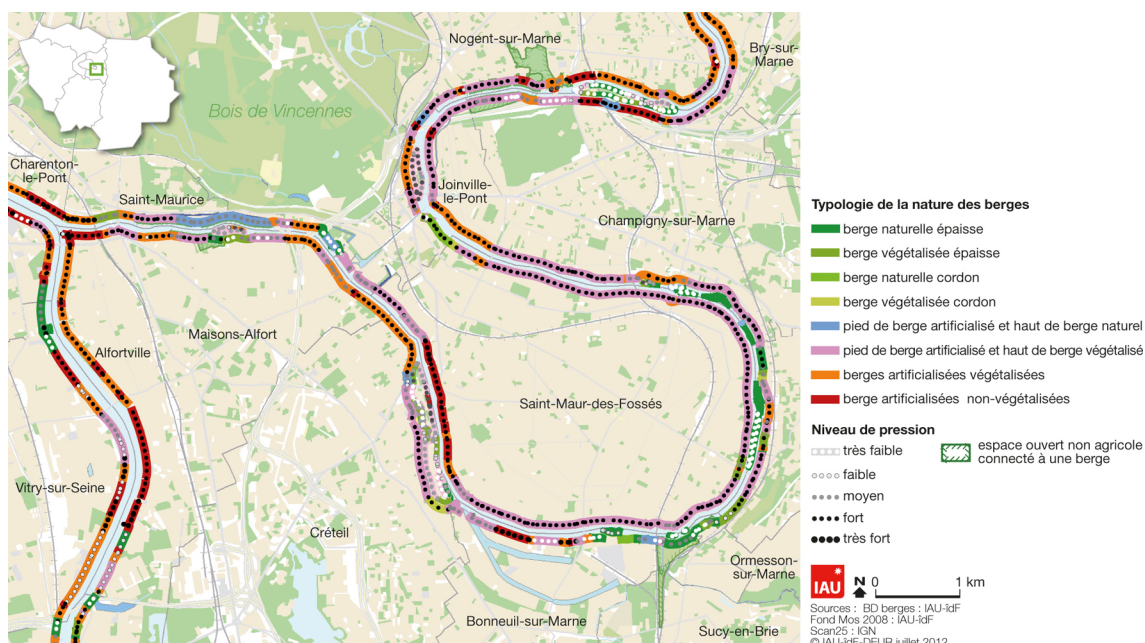 Nogent-sur-Marne
Bry-sur-
Marne
Bois de Vincennes
Charenton-
le-Pont
Saint-Maurice
Joinville-
le-Pont
Champigny-sur-Marne
Maisons-Alfort
Alfortville
Saint-Maur-des-Fossés
Vitry-sur-Seine
Créteil
Ormesson-
sur-Marne
Bonneuil-sur-Marne
Sucy-en-Brie
Typologie de la nature des berges
berge naturelle épaisse
berge végétalisée épaisse
berge naturelle cordon
berge végétalisée cordon
pied de berge artificialisé et haut de berge naturel
pied de berge artificialisé et haut de berge végétalisé
berges artificialisées végétalisées
berge artificialisées non-végétalisées
Niveau de pression
très faible
faible
moyen
fort
très fort
espace ouvert non agricole
connecté à une berge
IAU
N
0 1 km
Sources : BD berges : IAU-îdF
Fond Mos 2008 : IAU-îdF
Scan25 : IGN
© IAU-îdF-DEUR juillet 2012